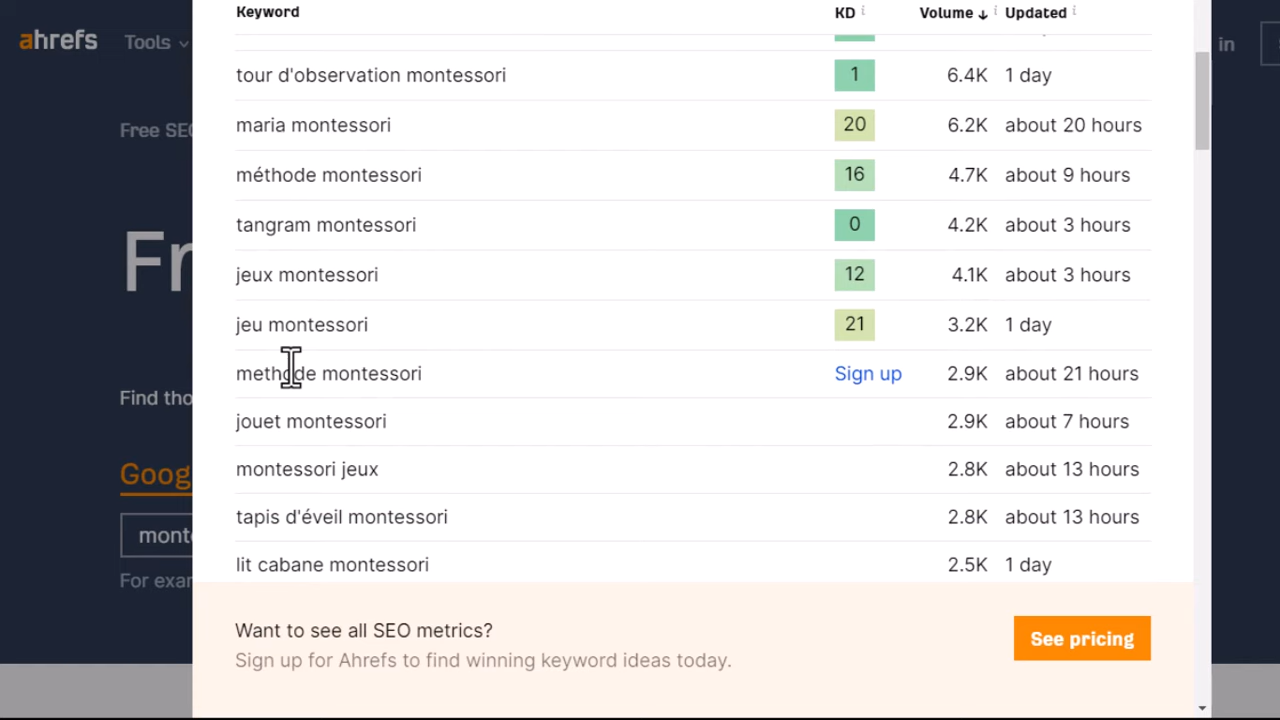 ahrefs
Tools
in
Keyword KD i Volume ↓ i Updated i
tour d'observation montessori 1 6.4K 1 day
maria montessori 20 6.2K about 20 hours
Free SEO
méthode montessori 16 4.7K about 9 hours
tangram montessori 0 4.2K about 3 hours
Fr
jeux montessori 12 4.1K about 3 hours
jeu montessori 21 3.2K 1 day
methode montessori Sign up 2.9K about 21 hours
Find tho
jouet montessori 2.9K about 7 hours
Goog
montessori jeux 2.8K about 13 hours
tapis d'éveil montessori 2.8K about 13 hours
mont
lit cabane montessori 2.5K 1 day
For exa
Want to see all SEO metrics?
Sign up for Ahrefs to find winning keyword ideas today.
See pricing